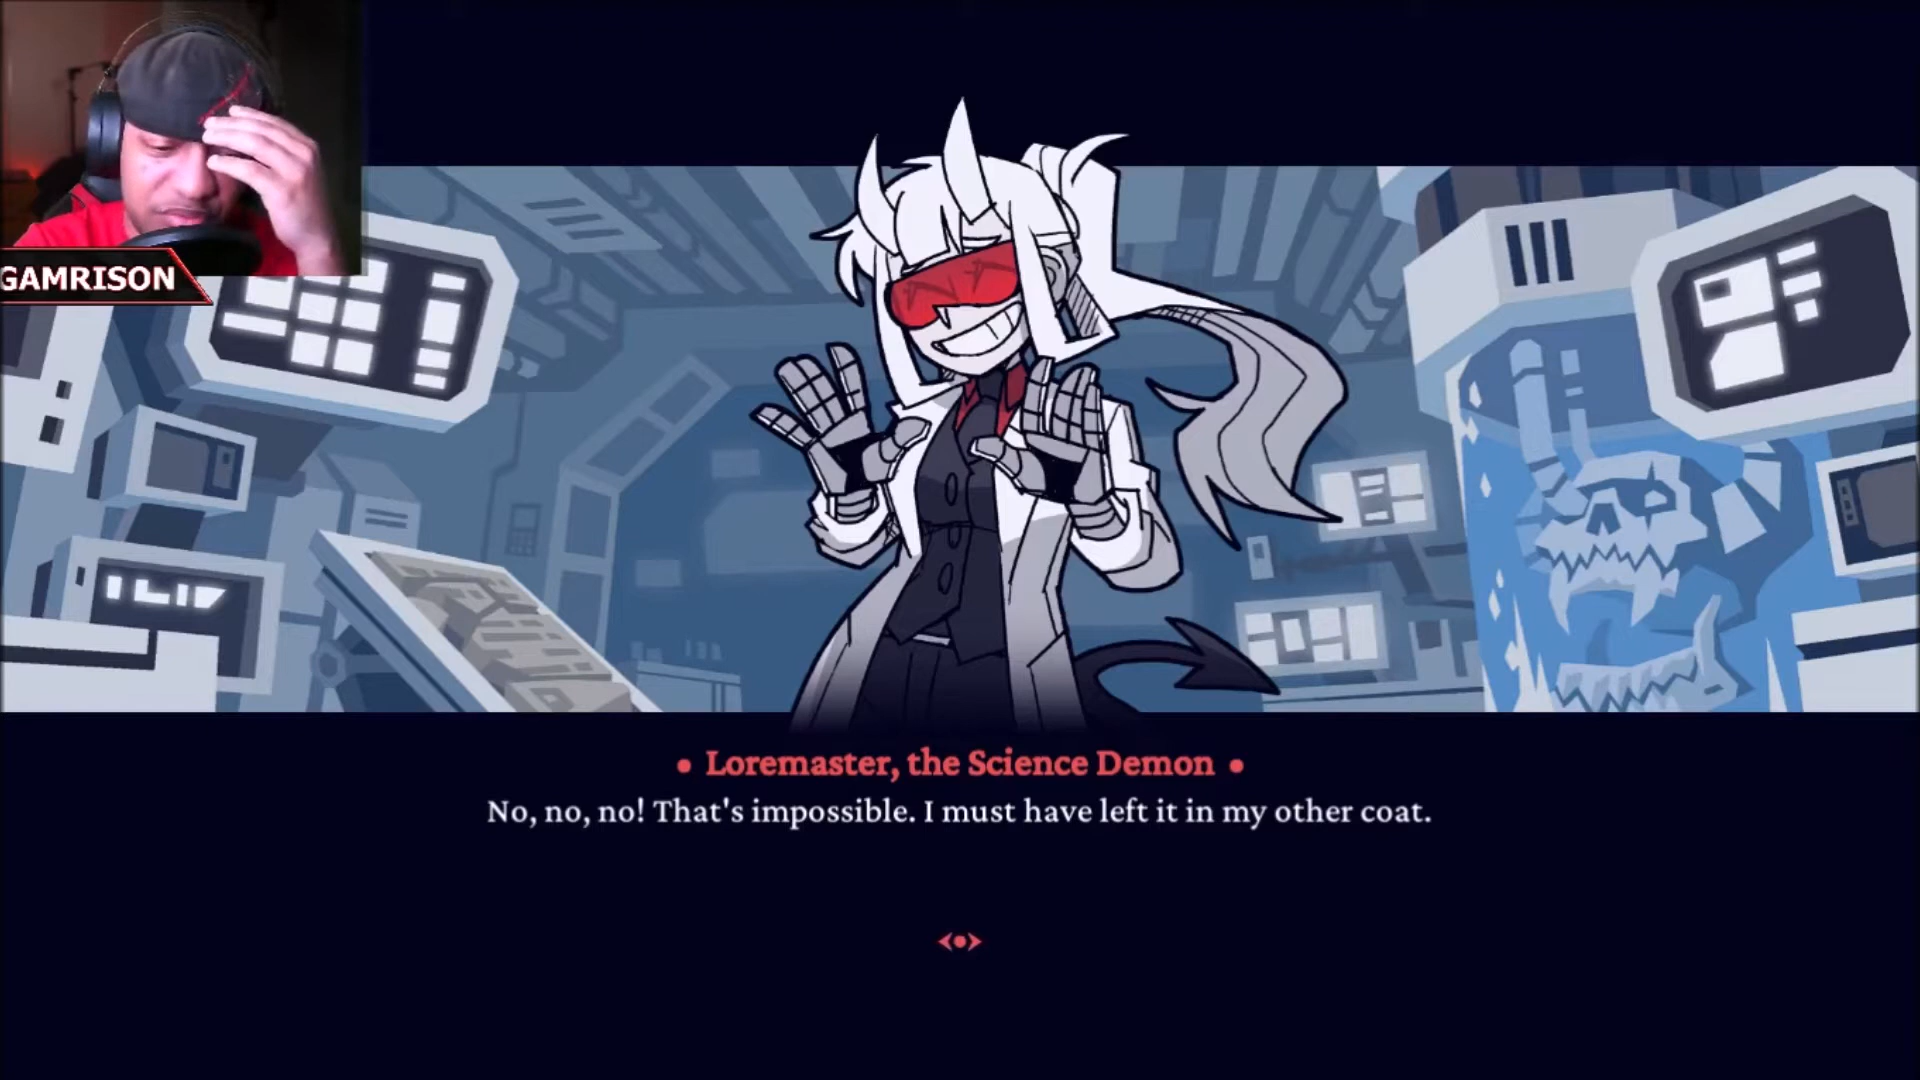 GAMRISON
• Loremaster, the Science Demon •
No, no, no! That's impossible. I must have left it in my other coat.